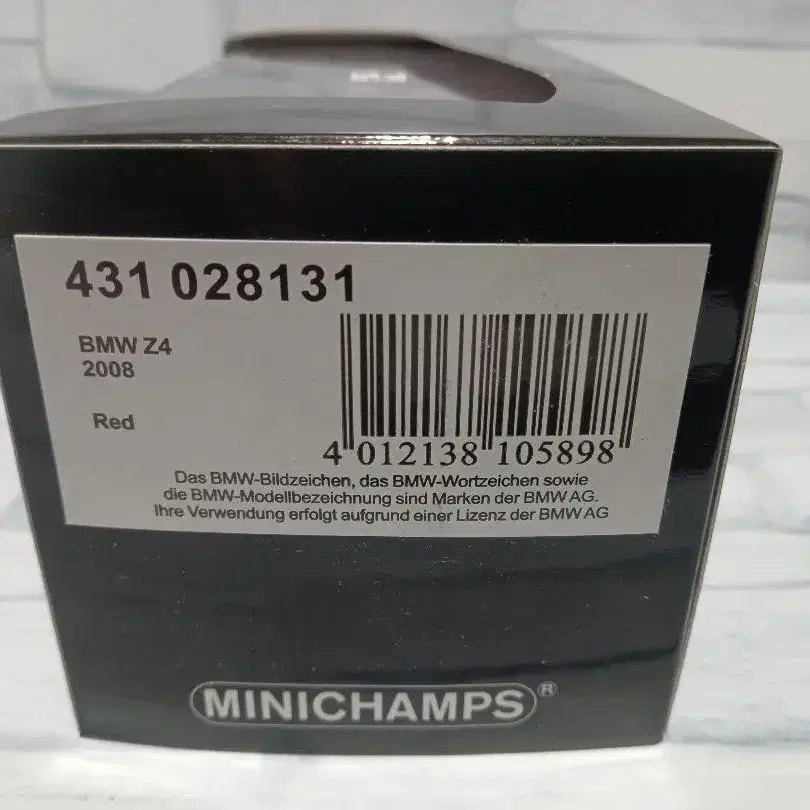 431 028131
BMW Z4
2008
Red
4 012138 105898
Das BMW-Bildzeichen, das BMW-Wortzeichen sowie
die BMW-Modellbezeichnung sind Marken der BMW AG.
Ihre Verwendung erfolgt aufgrund einer Lizenz der BMW AG
MINICHAMPS®